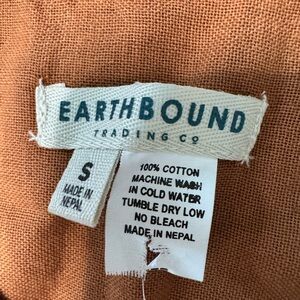 EARTHBOUND
TRADING CO
S
MADE IN
NEPAL
100% COTTON
MACHINE WASH
IN COLD WATER
TUMBLE DRY LOW
NO BLEACH
MADE IN NEPAL